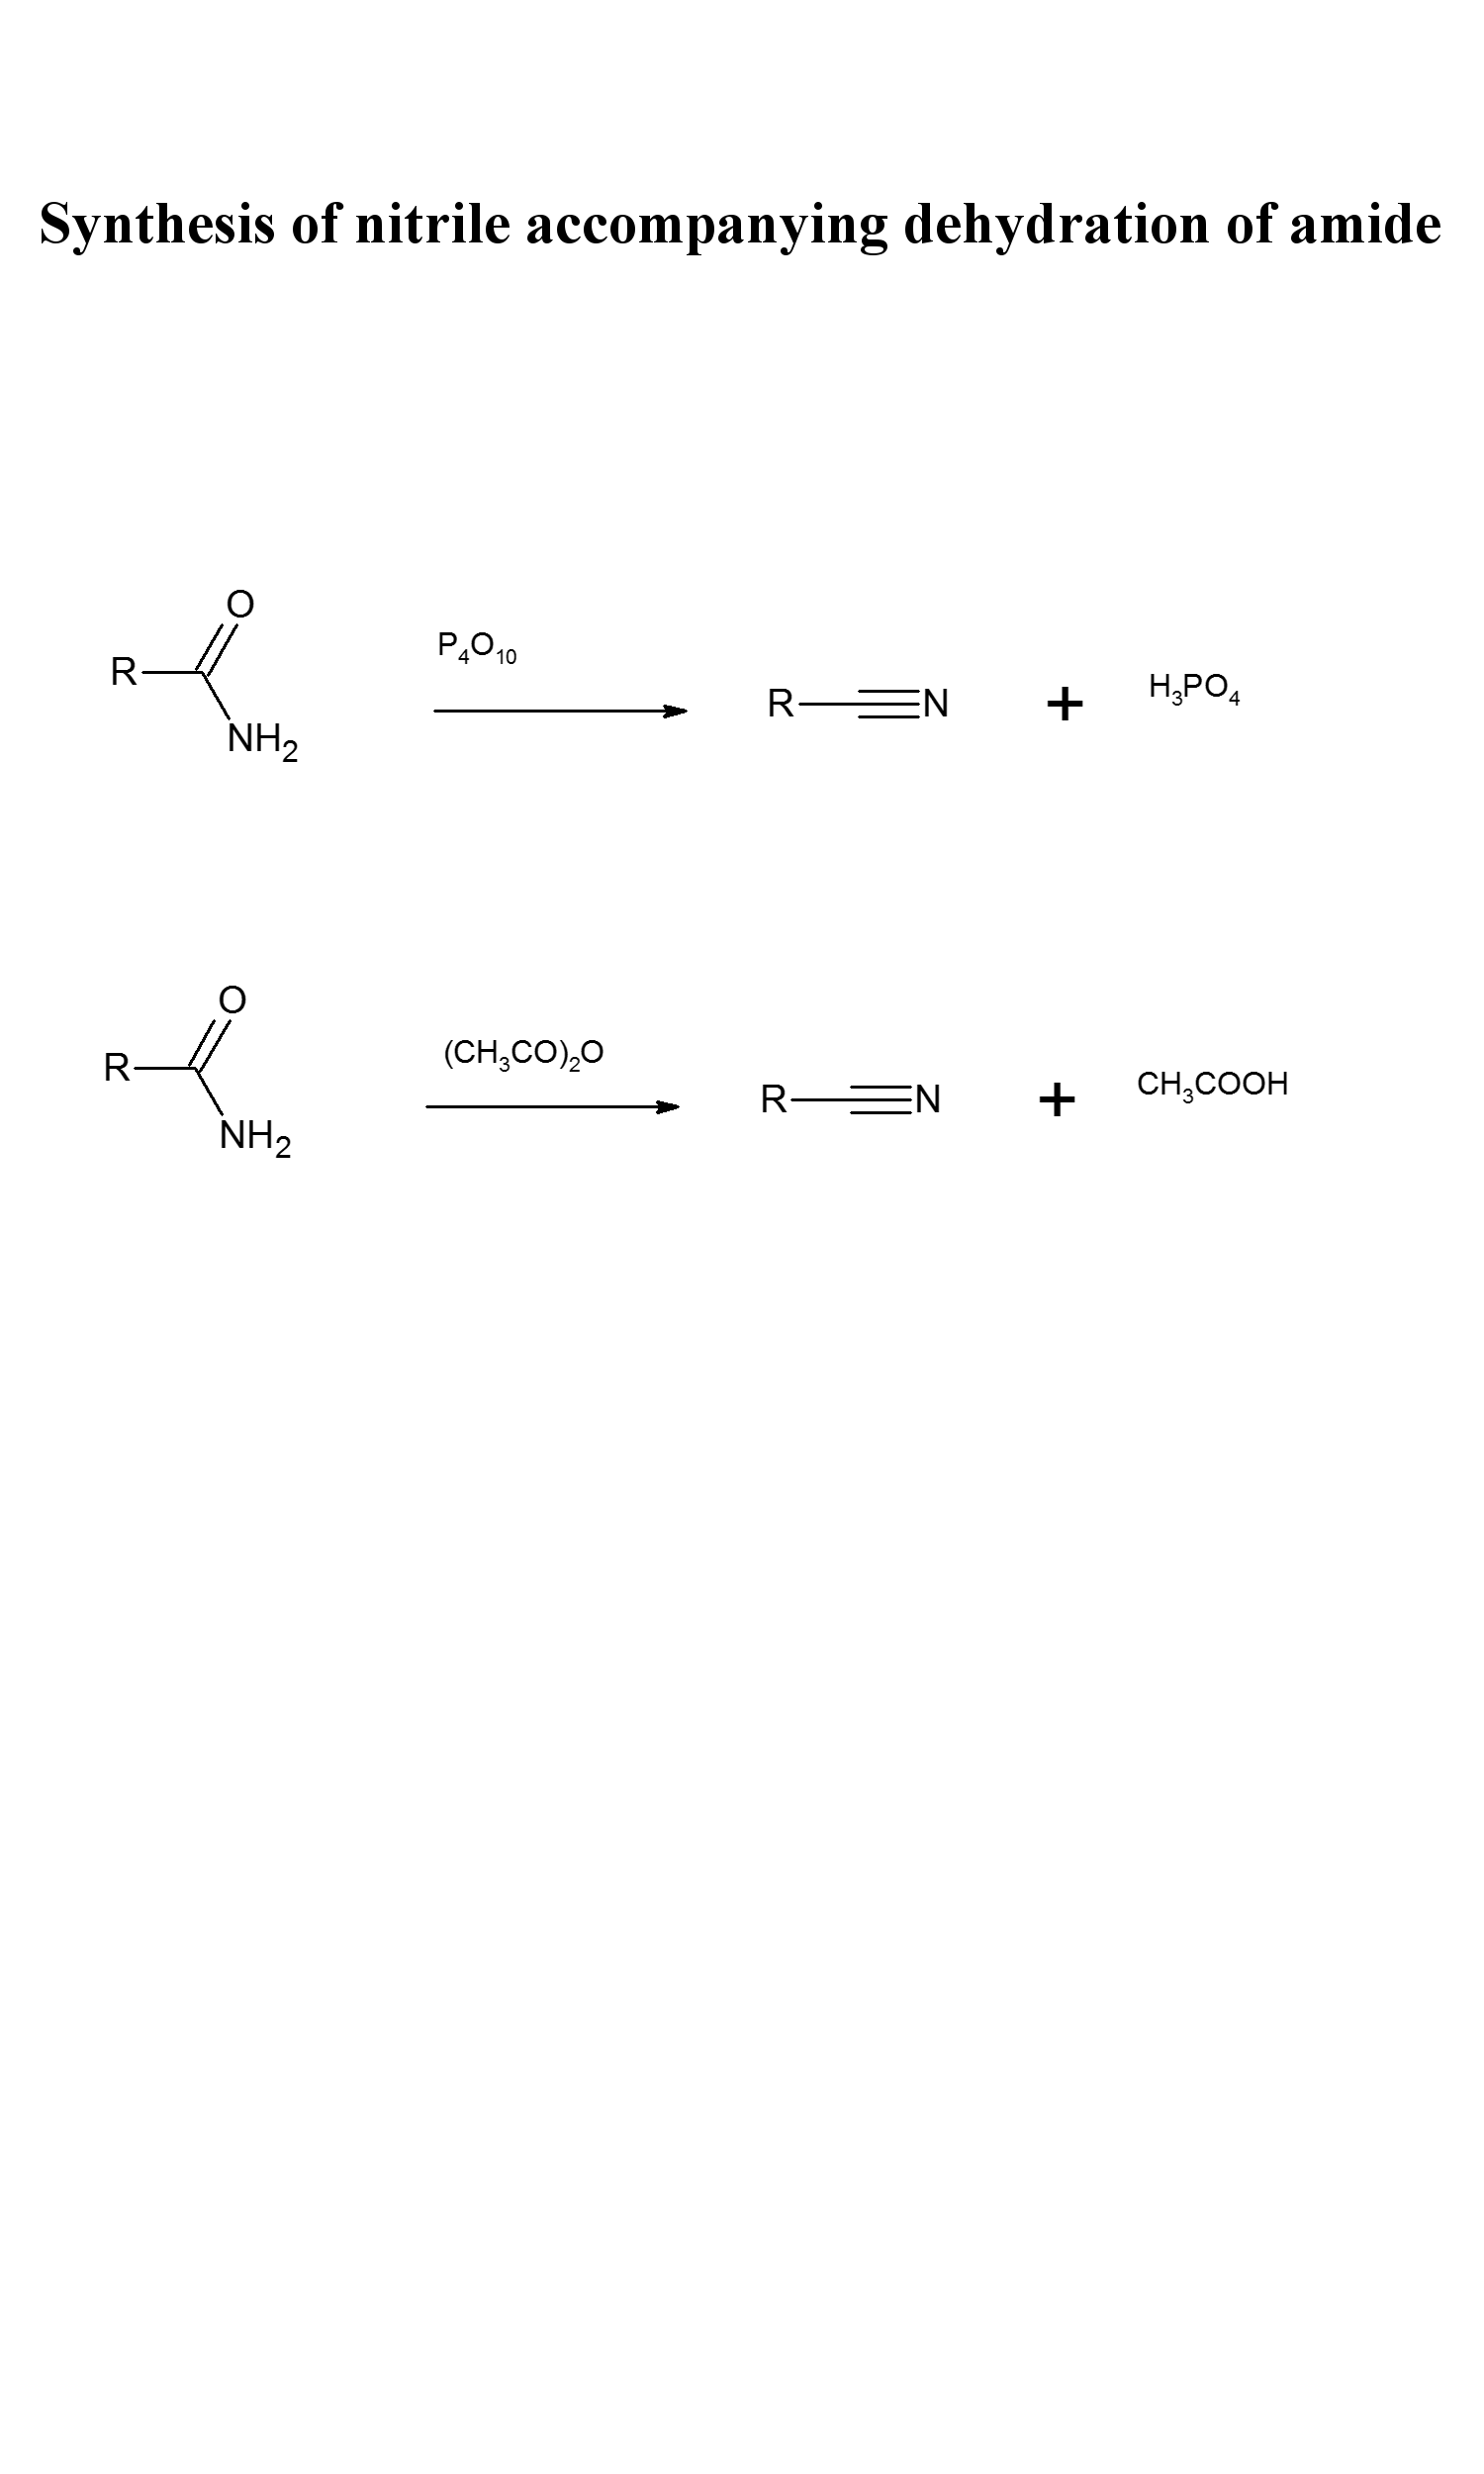 Synthesis of nitrile accompanying dehydration of amide
O
R
NH2
P4O10
R N + H3PO4
O
R
NH2
(CH3CO)2O
R N + CH3COOH